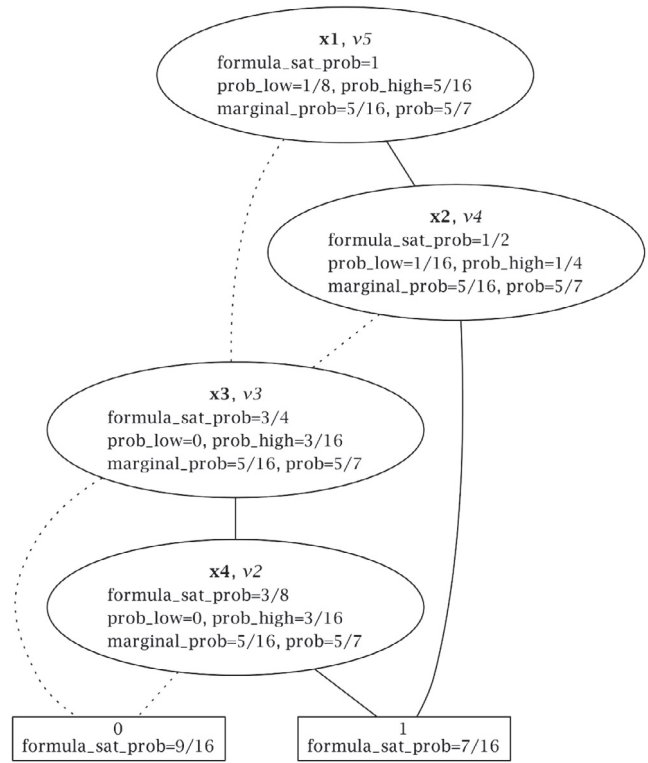 x1, v5
formula_sat_prob=1
prob_low=1/8, prob_high=5/16
marginal_prob=5/16, prob=5/7
x2, v4
formula_sat_prob=1/2
prob_low=1/16, prob_high=1/4
marginal_prob=5/16, prob=5/7
x3, v3
formula_sat_prob=3/4
prob_low=0, prob_high=3/16
marginal_prob=5/16, prob=5/7
x4, v2
formula_sat_prob=3/8
prob_low=0, prob_high=3/16
marginal_prob=5/16, prob=5/7
0
formula_sat_prob=9/16
1
formula_sat_prob=7/16